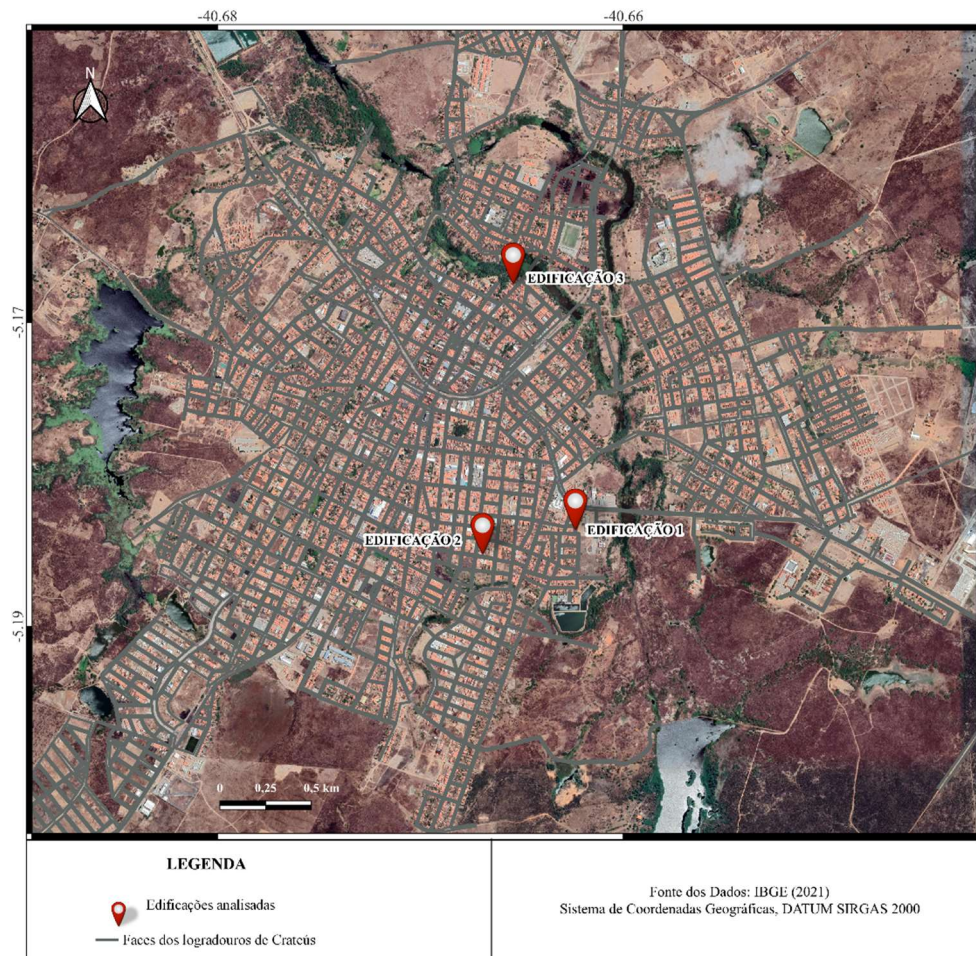 -40.68 -40.66
N
EDIFICAÇÃO 3
-5.17
EDIFICAÇÃO 2
EDIFICAÇÃO 1
-5.19
0 0,25 0,5 km
LEGENDA
Edificações analisadas
Faces dos logradouros de Crateús
Fonte dos Dados: IBGE (2021)
Sistema de Coordenadas Geográficas, DATUM SIRGAS 2000